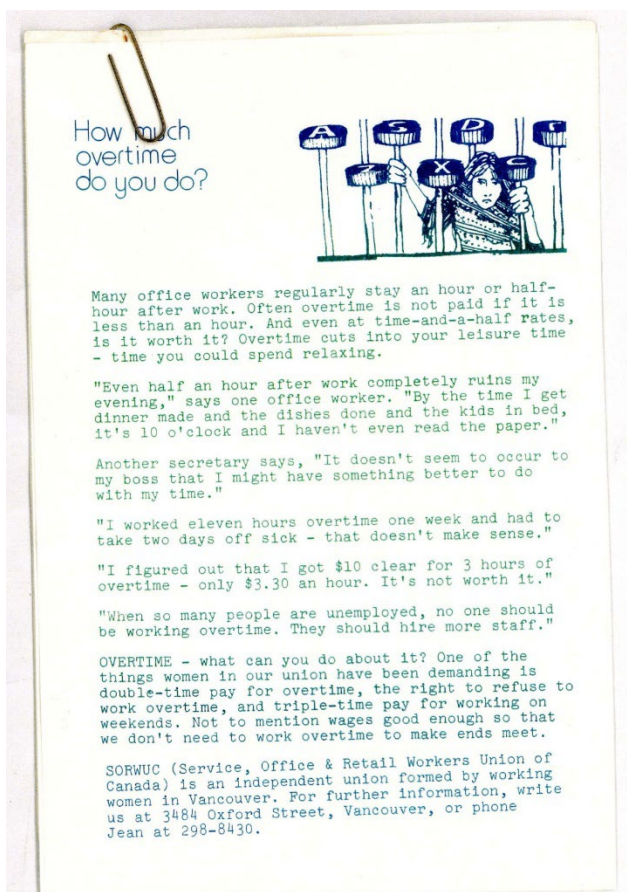 How much
overtime
do you do?
A S D F
Z X C
Many office workers regularly stay an hour or half-
hour after work. Often overtime is not paid if it is
less than an hour. And even at time-and-a-half rates,
is it worth it? Overtime cuts into your leisure time
- time you could spend relaxing.
"Even half an hour after work completely ruins my
evening," says one office worker. "By the time I get
dinner made and the dishes done and the kids in bed,
it's 10 o'clock and I haven't even read the paper."
Another secretary says, "It doesn't seem to occur to
my boss that I might have something better to do
with my time."
"I worked eleven hours overtime one week and had to
take two days off sick - that doesn't make sense."
"I figured out that I got $10 clear for 3 hours of
overtime - only $3.30 an hour. It's not worth it."
"When so many people are unemployed, no one should
be working overtime. They should hire more staff."
OVERTIME - what can you do about it? One of the
things women in our union have been demanding is
double-time pay for overtime, the right to refuse to
work overtime, and triple-time pay for working on
weekends. Not to mention wages good enough so that
we don't need to work overtime to make ends meet.
SORWUC (Service, Office & Retail Workers Union of
Canada) is an independent union formed by working
women in Vancouver. For further information, write
us at 3484 Oxford Street, Vancouver, or phone
Jean at 298-8430.